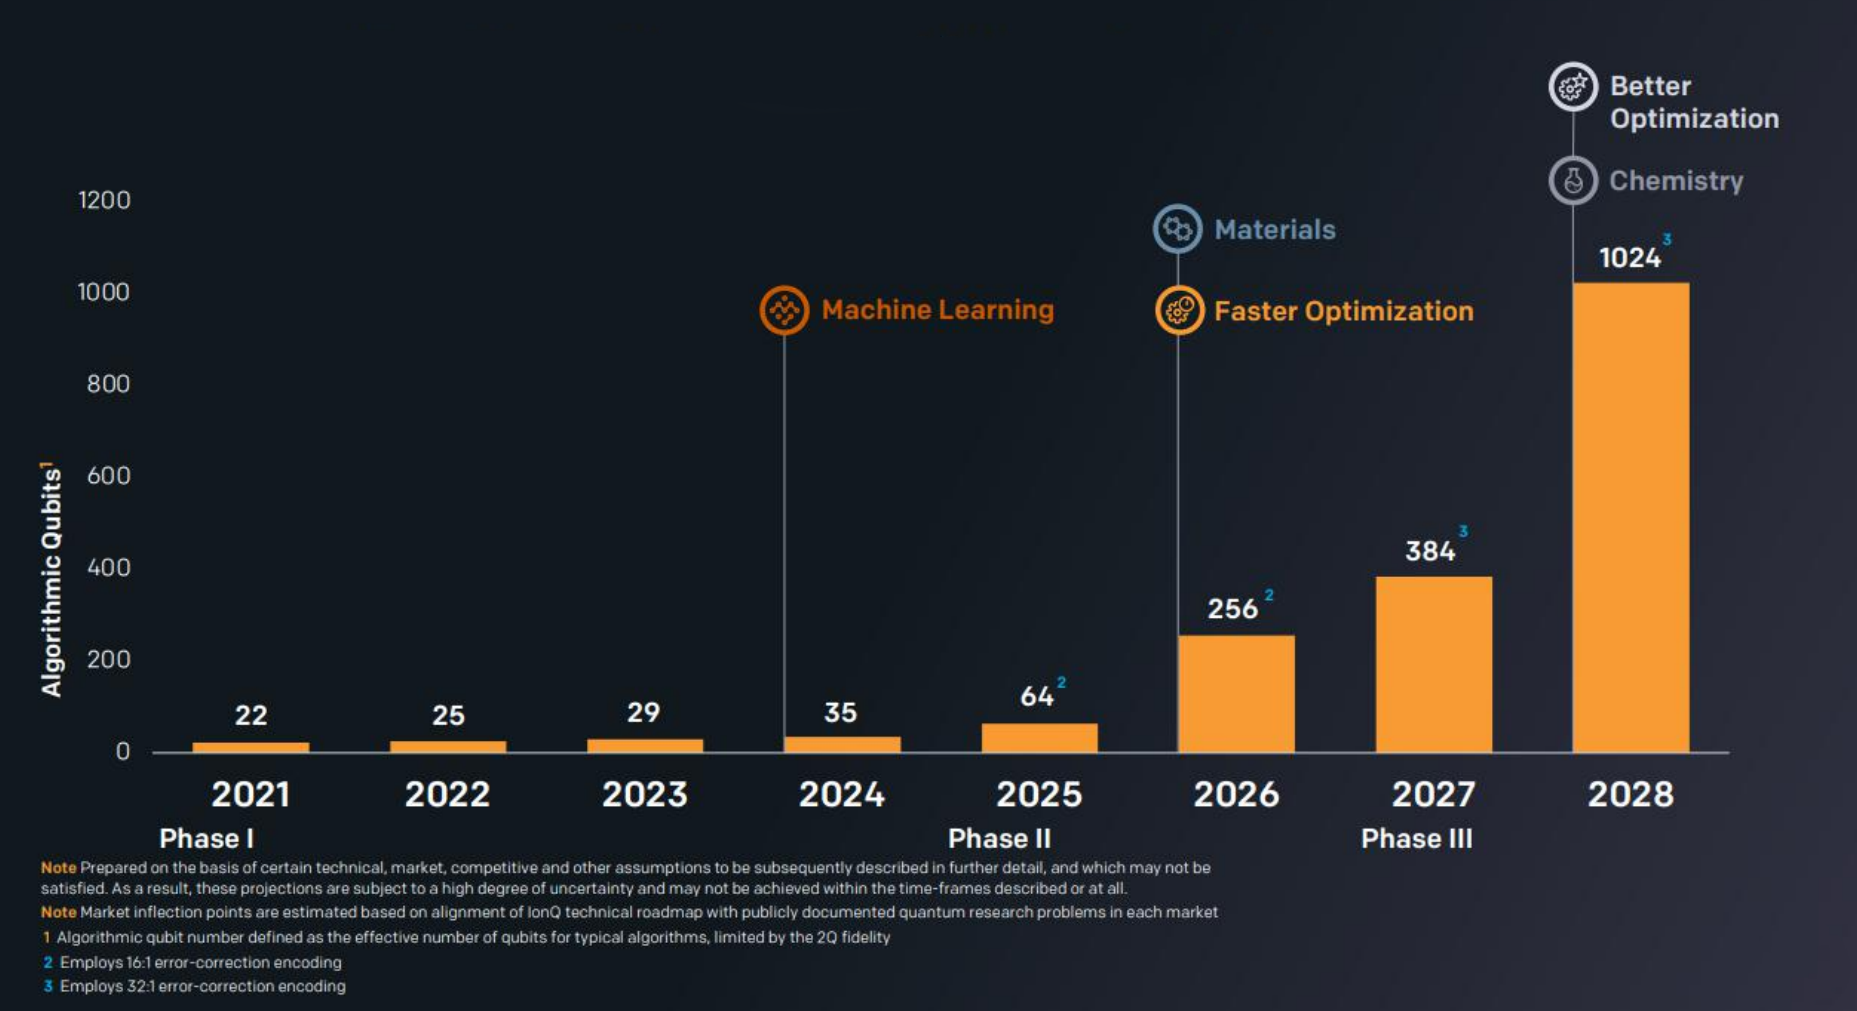 Better
Optimization
Chemistry
1200
Materials
1024 3
1000
Machine Learning
Faster Optimization
800
Algorithmic Qubits1
600
384 3
400
256 2
200
64 2
22
25
29
35
0
2021
2022
2023
2024
2025
2026
2027
2028
Phase I
Phase II
Phase III
Note Prepared on the basis of certain technical, market, competitive and other assumptions to be subsequently described in further detail, and which may not be
satisfied. As a result, these projections are subject to a high degree of uncertainty and may not be achieved within the time-frames described or at all.
Note Market inflection points are estimated based on alignment of IonQ technical roadmap with publicly documented quantum research problems in each market
1 Algorithmic qubit number defined as the effective number of qubits for typical algorithms, limited by the 2Q fidelity
2 Employs 16:1 error-correction encoding
3 Employs 32:1 error-correction encoding